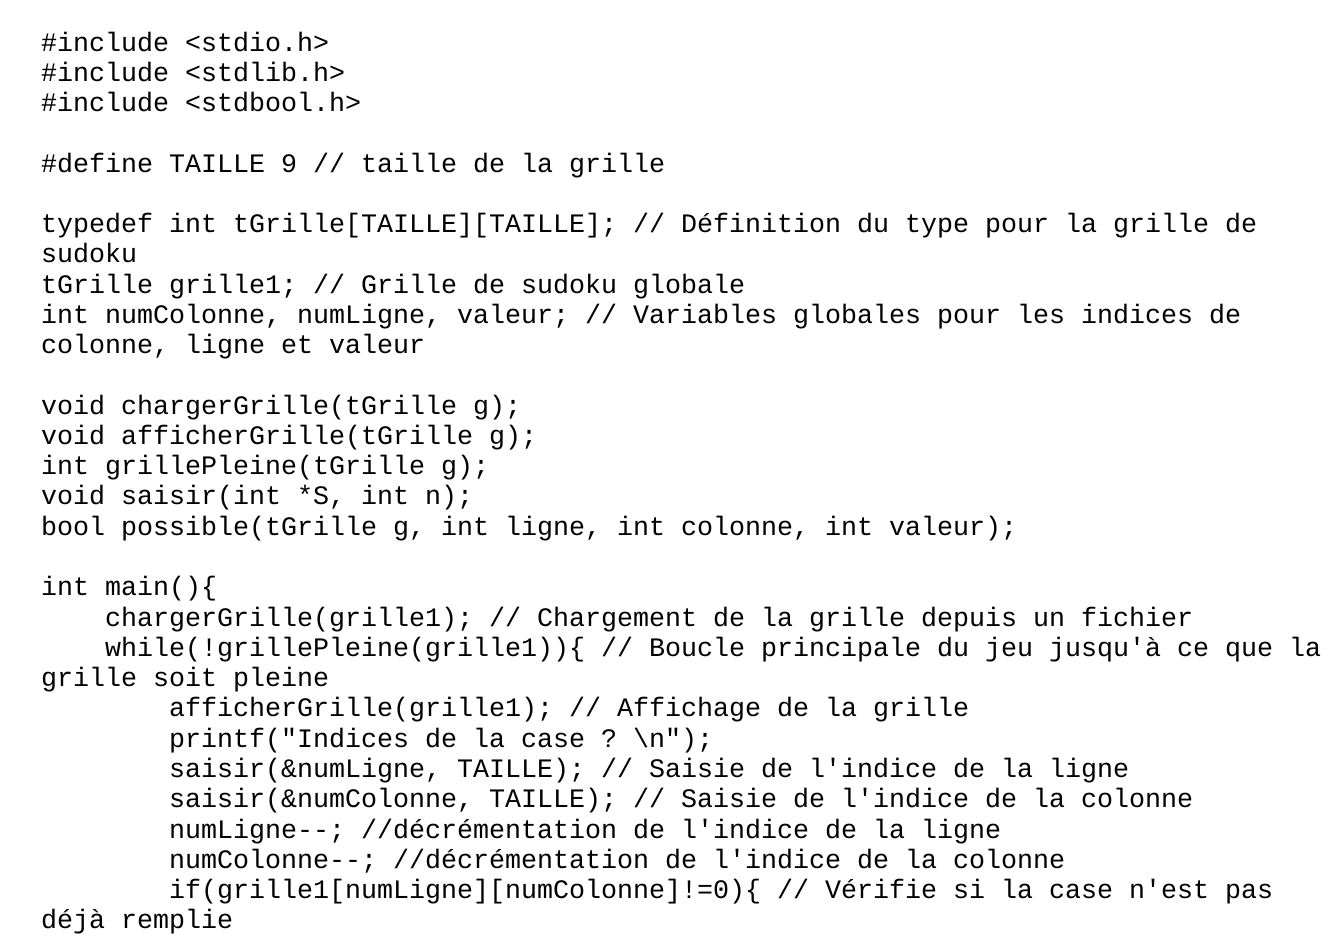 #include <stdio.h>
#include <stdlib.h>
#include <stdbool.h>
#define TAILLE 9 // taille de la grille
typedef int tGrille[TAILLE][TAILLE]; // Définition du type pour la grille de
sudoku
tGrille grille1; // Grille de sudoku globale
int numColonne, numLigne, valeur; // Variables globales pour les indices de
colonne, ligne et valeur
void chargerGrille(tGrille g);
void afficherGrille(tGrille g);
int grillePleine(tGrille g);
void saisir(int *S, int n);
bool possible(tGrille g, int ligne, int colonne, int valeur);
int main(){
    chargerGrille(grille1); // Chargement de la grille depuis un fichier
    while(!grillePleine(grille1)){ // Boucle principale du jeu jusqu'à ce que la
grille soit pleine
        afficherGrille(grille1); // Affichage de la grille
        printf("Indices de la case ? \n");
        saisir(&numLigne, TAILLE); // Saisie de l'indice de la ligne
        saisir(&numColonne, TAILLE); // Saisie de l'indice de la colonne
        numLigne--; //décrémentation de l'indice de la ligne
        numColonne--; //décrémentation de l'indice de la colonne
        if(grille1[numLigne][numColonne]!=0){ // Vérifie si la case n'est pas
déjà remplie